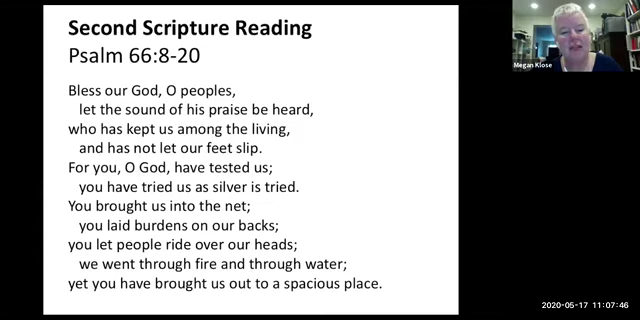 Second Scripture Reading
Psalm 66:8-20
Bless our God, O peoples,
let the sound of his praise be heard,
who has kept us among the living,
and has not let our feet slip.
For you, O God, have tested us;
you have tried us as silver is tried.
You brought us into the net;
you laid burdens on our backs;
you let people ride over our heads;
we went through fire and through water;
yet you have brought us out to a spacious place.
Megan Klose
2020-05-17 11:07:46